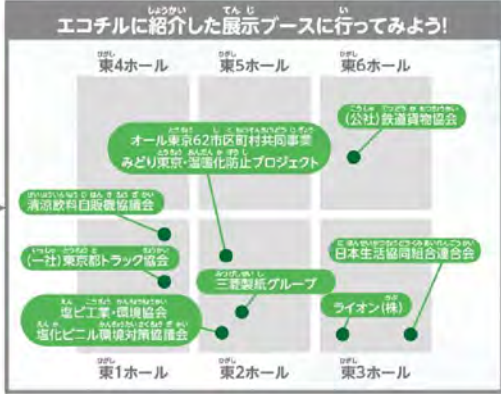 エコチルに紹介した展示ブースに行ってみよう!
東4ホール
東5ホール
東6ホール
(公社)鉄道貨物協会
オール東京62市区町村共同事業
みどり東京・温暖化防止プロジェクト
清涼飲料自販機協議会
(一社)東京都トラック協会
日本生活協同組合連合会
三菱製紙グループ
塩ビ工業・環境協会
塩化ビニル環境対策協議会
ライオン(株)
東1ホール
東2ホール
東3ホール